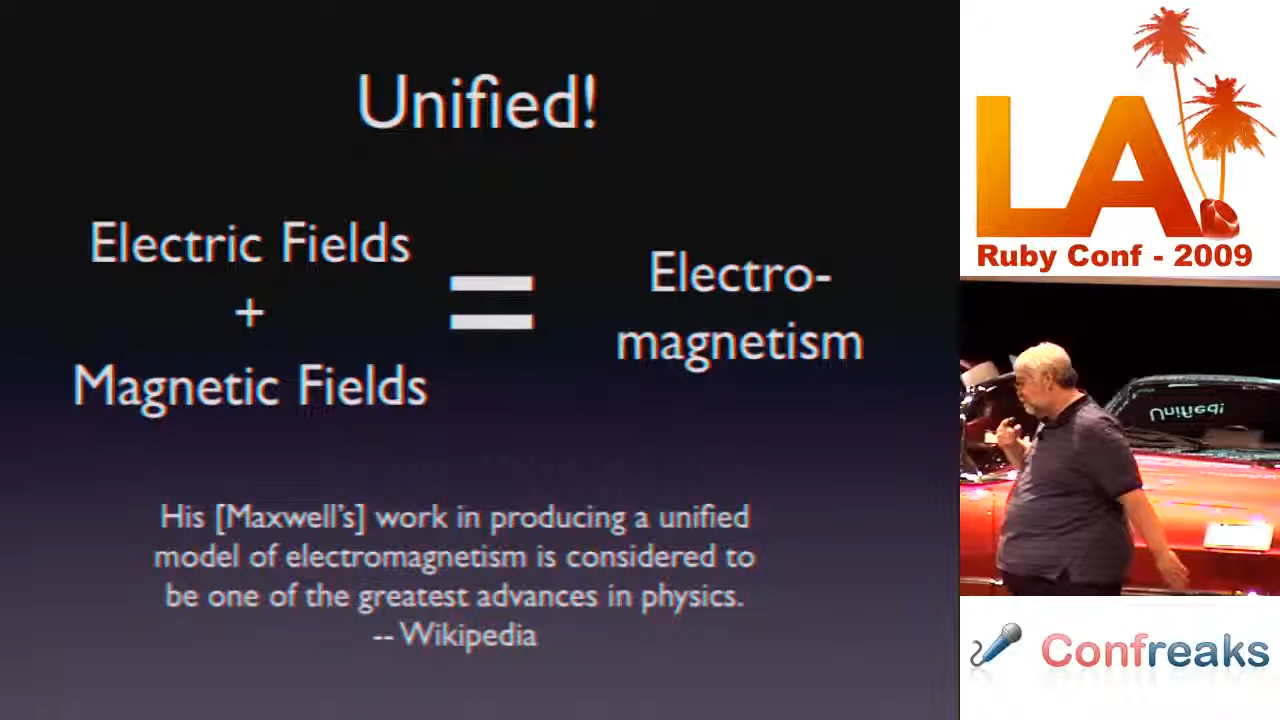 Unified!
Electric Fields
+
Magnetic Fields
=
Electro-
magnetism
His [Maxwell's] work in producing a unified
model of electromagnetism is considered to
be one of the greatest advances in physics.
-- Wikipedia
LA
Ruby Conf - 2009
Unified!
Confreaks